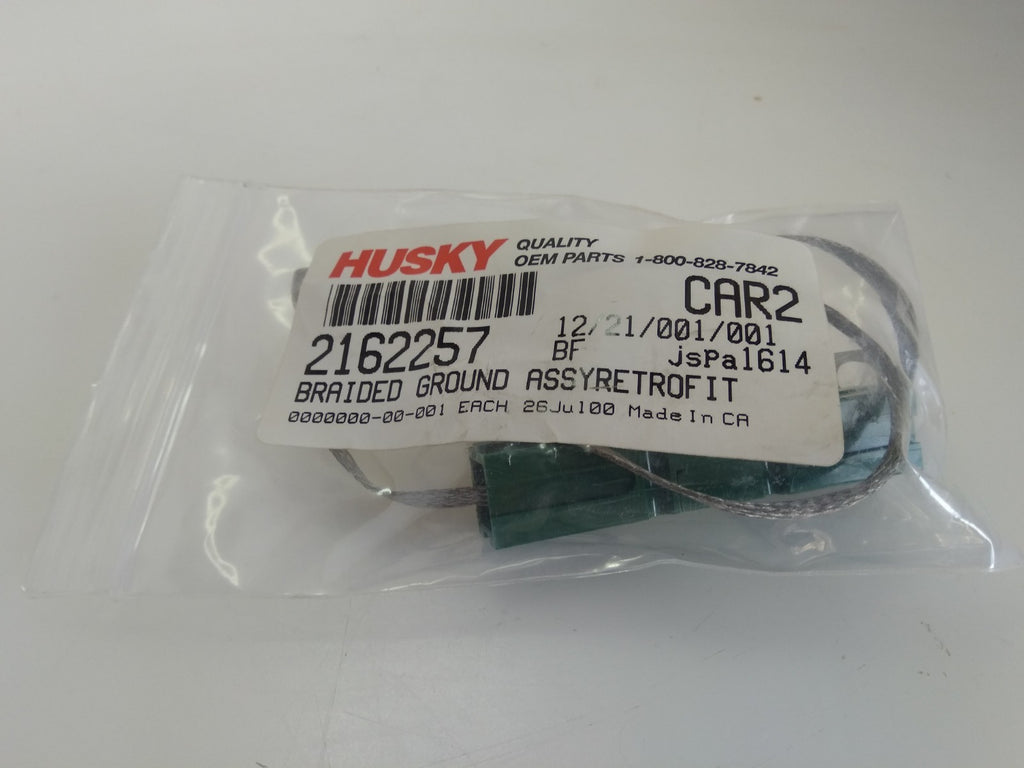 HUSKY QUALITY
OEM PARTS 1-800-828-7842
CAR2
2162257 12/21/001/001
BF jsPa1614
BRAIDED GROUND ASSYRETROFIT
0000000-00-001 EACH 26Jul00 Made In CA